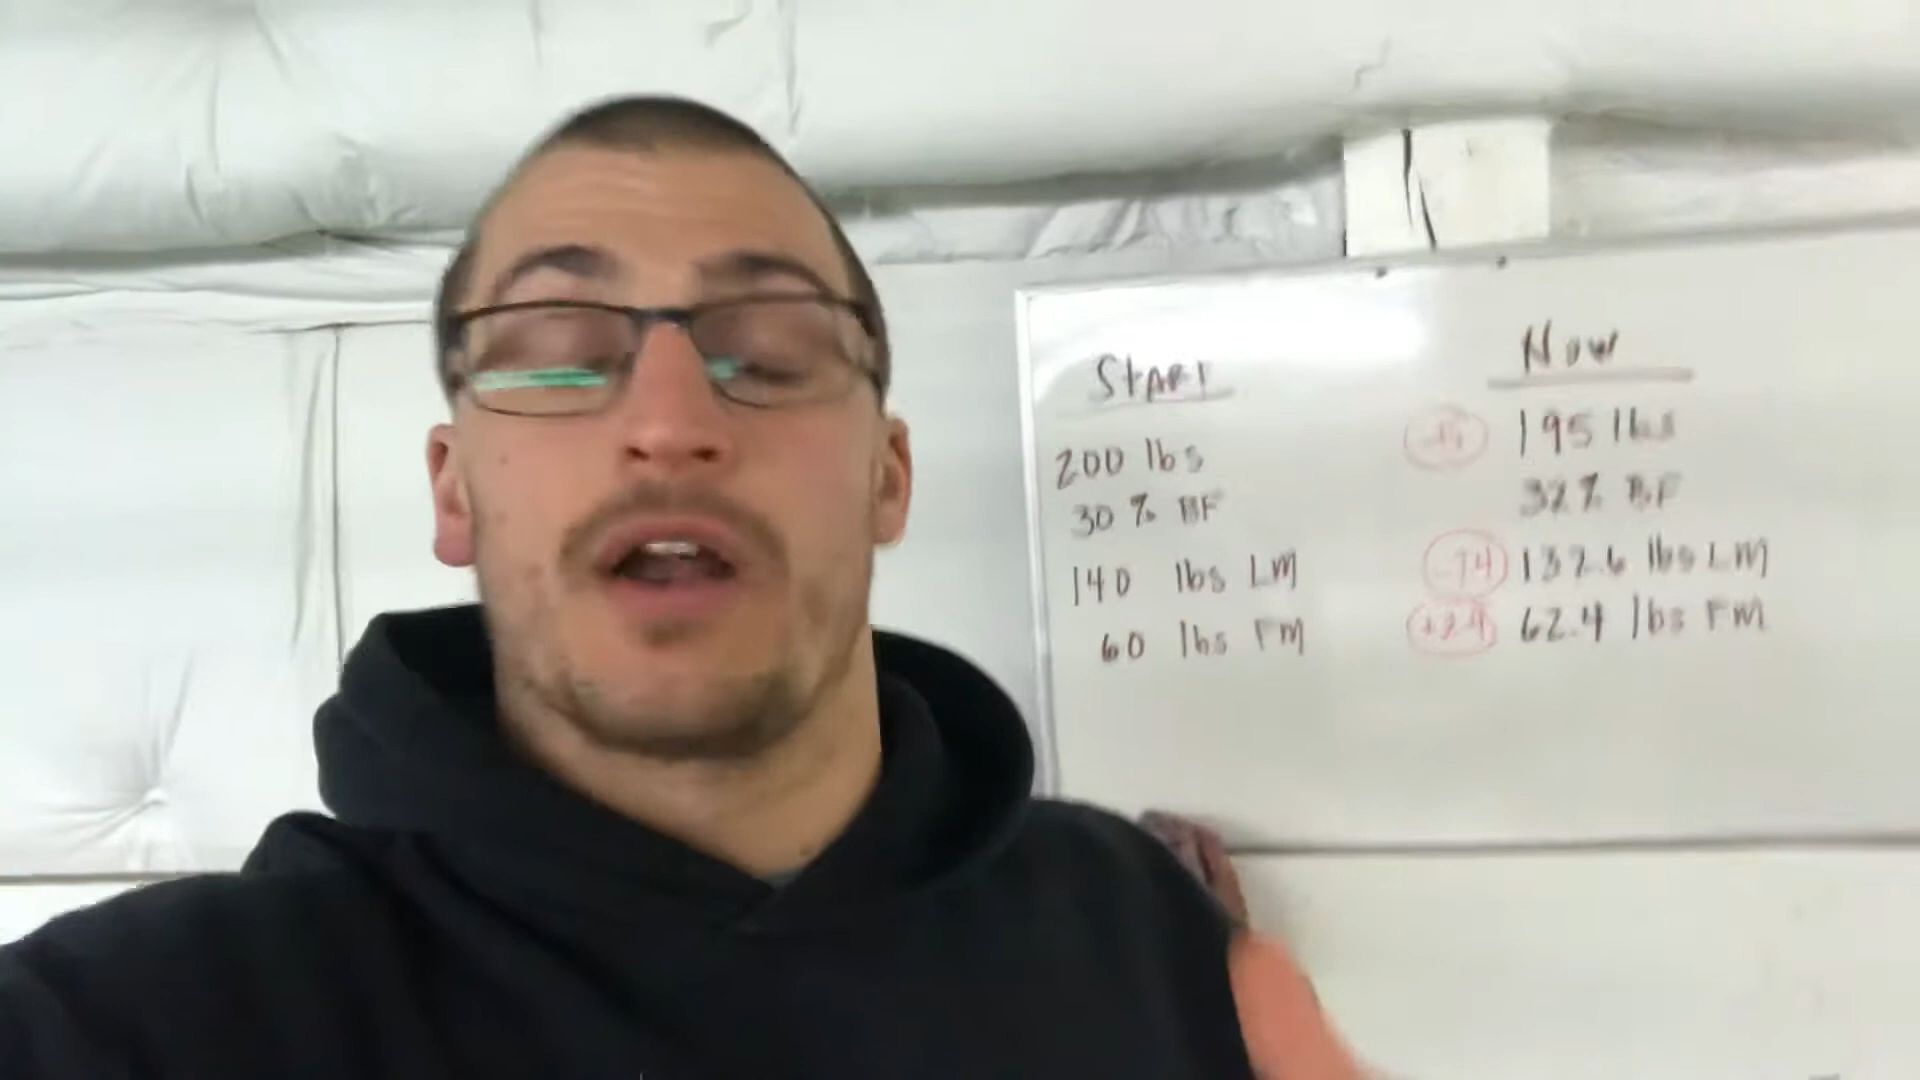 Start
200 lbs
30 % BF
140 lbs LM
60 lbs FM
Now
195 lbs
32 % BF
-7.4 132.6 lbs LM
+2.4 62.4 lbs FM